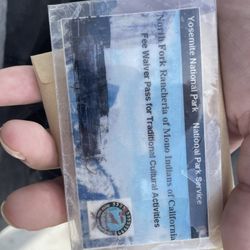 Yosemite National Park National Park Service
North Fork Rancheria of Mono Indians of California
Fee Waiver Pass for Traditional Cultural Activities